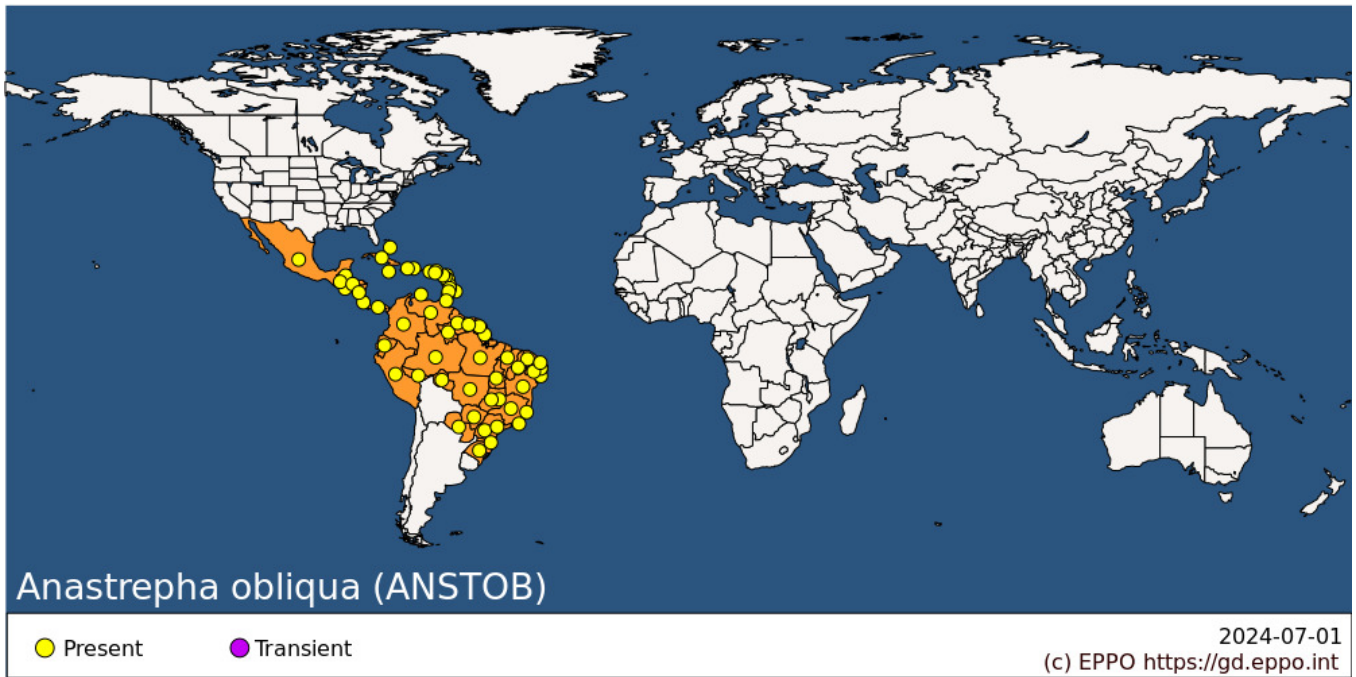 Anastrepha obliqua (ANSTOB)
Present
Transient
2024-07-01
(c) EPPO https://gd.eppo.int